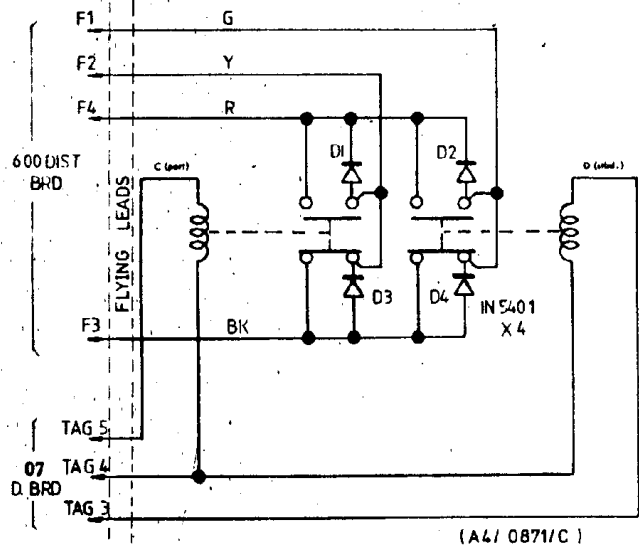 F1
G
F2
Y
F4
R
D1
D2
600 DIST
BRD
C (port)
D (stbd.)
FLYING LEADS
D3
D4
IN 5401
X 4
F3
BK
TAG 5
07
D. BRD
TAG 4
TAG 3
(A4/ 0871/C)